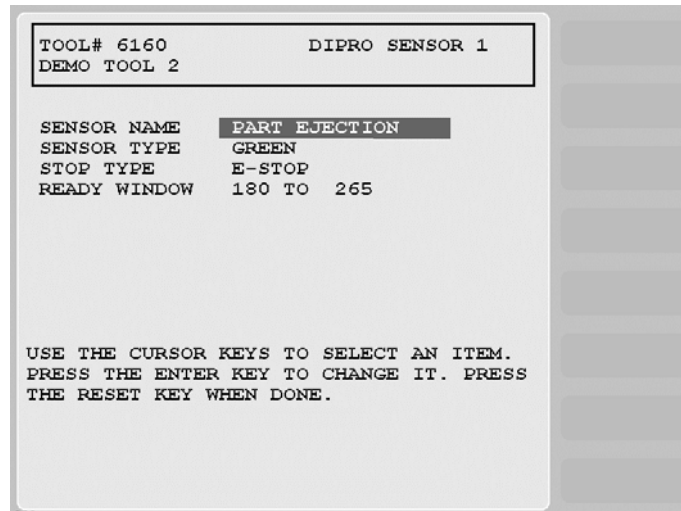 TOOL# 6160 DIPRO SENSOR 1
DEMO TOOL 2
SENSOR NAME PART EJECTION
SENSOR TYPE GREEN
STOP TYPE E-STOP
READY WINDOW 180 TO 265
USE THE CURSOR KEYS TO SELECT AN ITEM.
PRESS THE ENTER KEY TO CHANGE IT. PRESS
THE RESET KEY WHEN DONE.